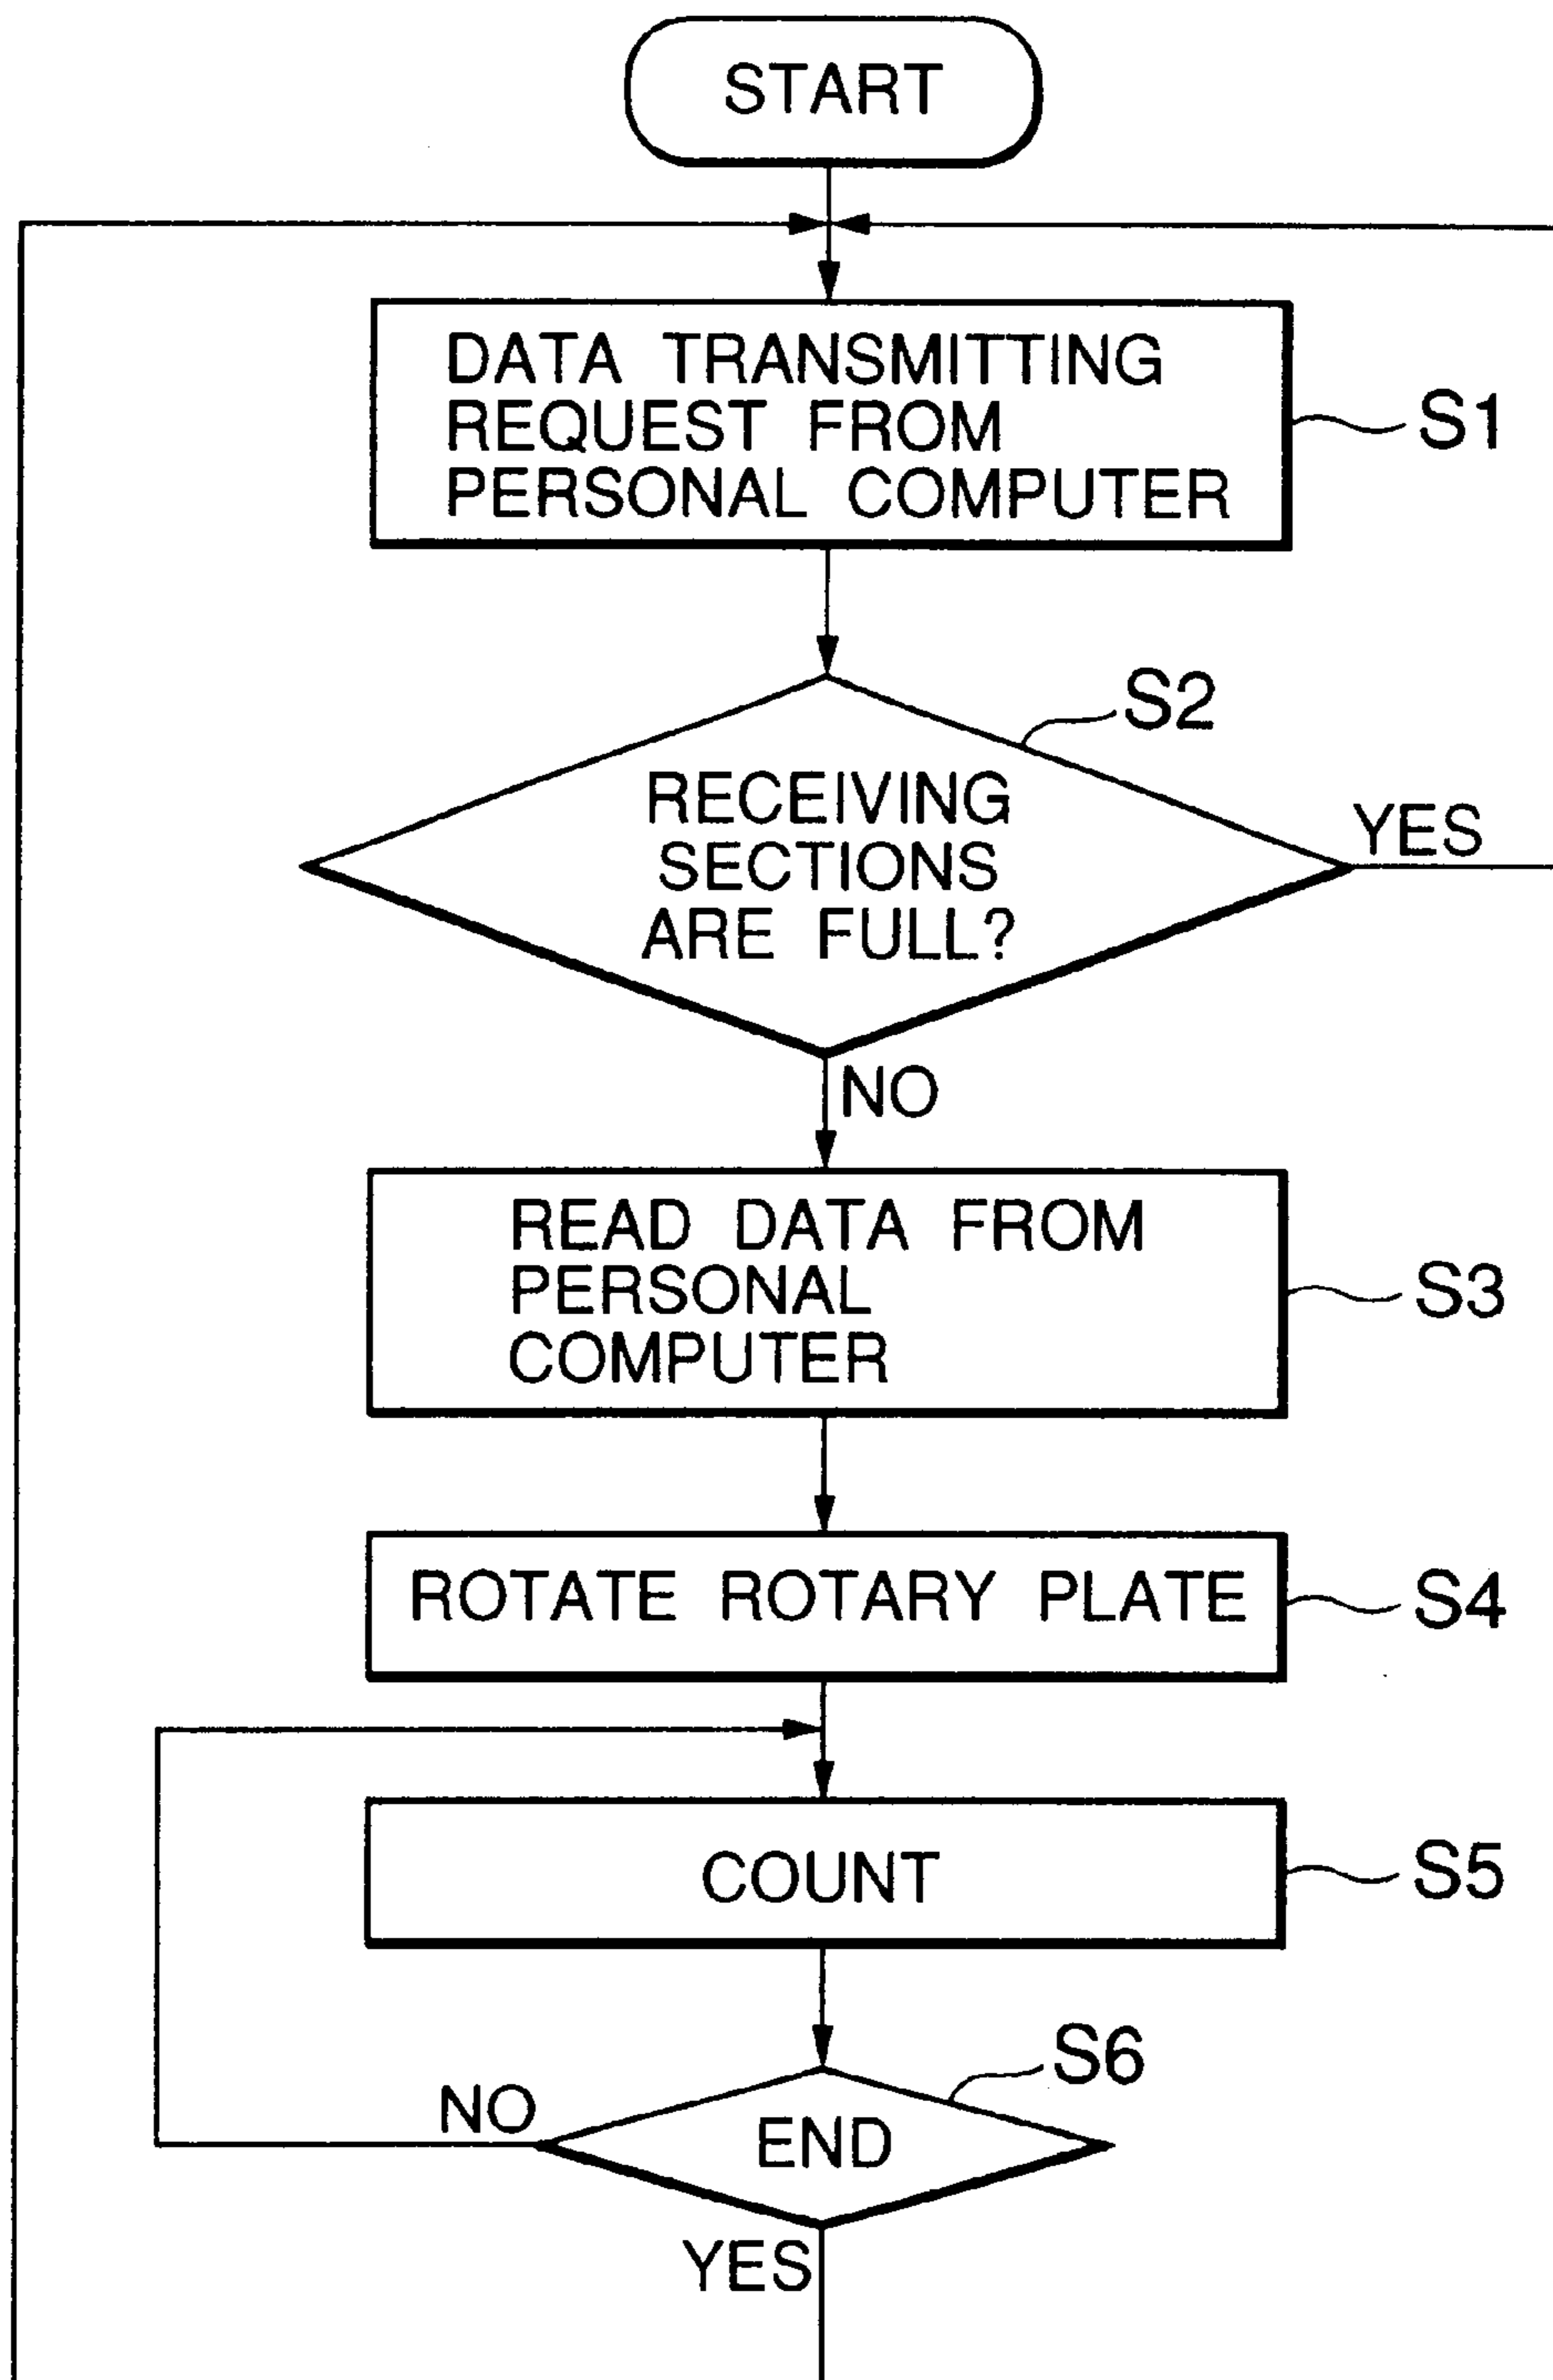 START
DATA TRANSMITTING
REQUEST FROM
PERSONAL COMPUTER
S1
S2
RECEIVING
SECTIONS
ARE FULL?
YES
NO
READ DATA FROM
PERSONAL
COMPUTER
S3
ROTATE ROTARY PLATE
S4
COUNT
S5
S6
NO
END
YES